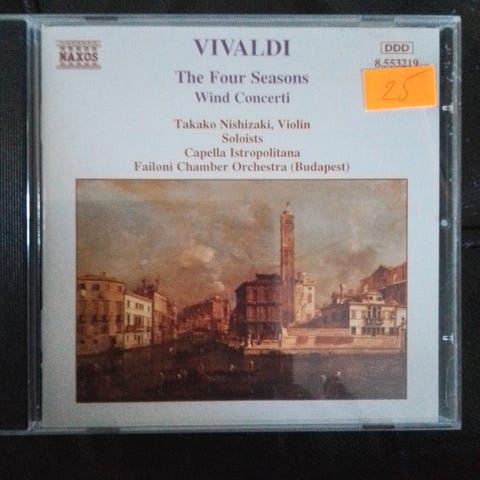 NAXOS
VIVALDI
DDD
8.553219
The Four Seasons
Wind Concerti
25
Takako Nishizaki, Violin
Soloists
Capella Istropolitana
Failoni Chamber Orchestra (Budapest)